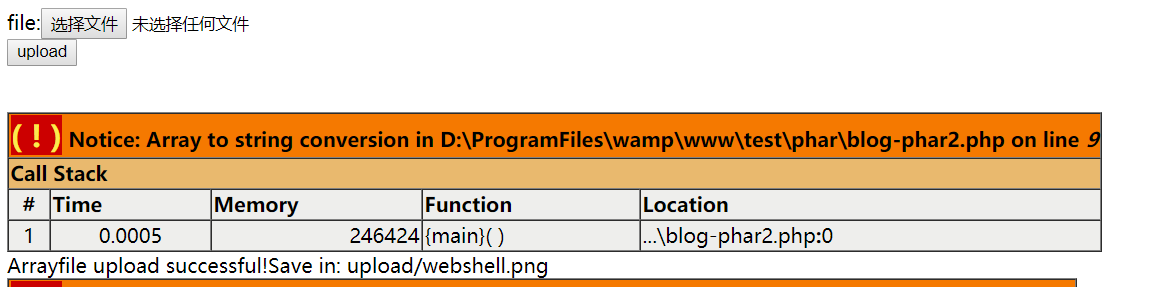 file:选择文件 未选择任何文件
upload
( ! ) Notice: Array to string conversion in D:\ProgramFiles\wamp\www\test\phar\blog-phar2.php on line 9
Call Stack
# Time Memory Function Location
1 0.0005 246424 {main}( ) ...\blog-phar2.php:0
Arrayfile upload successful!Save in: upload/webshell.png